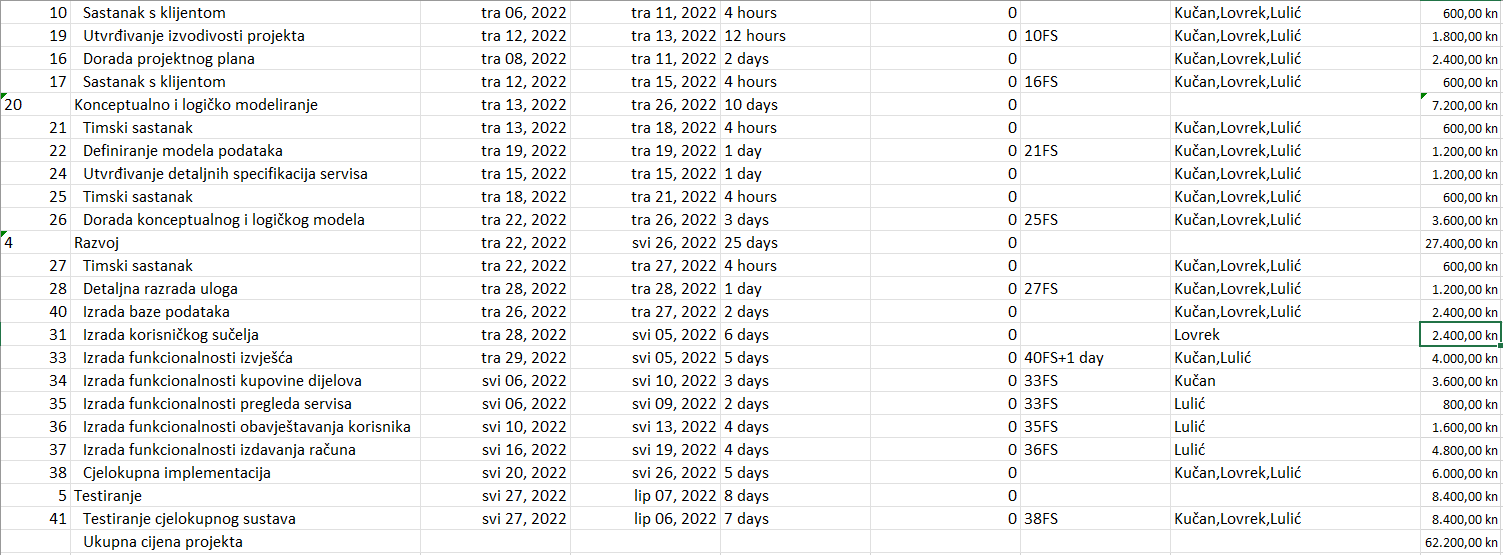 10 Sastanak s klijentom tra 06, 2022 tra 11, 2022 4 hours 0 Kučan,Lovrek,Lulić 600,00 kn
19 Utvrđivanje izvodivosti projekta tra 12, 2022 tra 13, 2022 12 hours 0 10FS Kučan,Lovrek,Lulić 1.800,00 kn
16 Dorada projektnog plana tra 08, 2022 tra 11, 2022 2 days 0 Kučan,Lovrek,Lulić 2.400,00 kn
17 Sastanak s klijentom tra 12, 2022 tra 15, 2022 4 hours 0 16FS Kučan,Lovrek,Lulić 600,00 kn
20 Konceptualno i logičko modeliranje tra 13, 2022 tra 26, 2022 10 days 0 7.200,00 kn
21 Timski sastanak tra 13, 2022 tra 18, 2022 4 hours 0 Kučan,Lovrek,Lulić 600,00 kn
22 Definiranje modela podataka tra 19, 2022 tra 19, 2022 1 day 0 21FS Kučan,Lovrek,Lulić 1.200,00 kn
24 Utvrđivanje detaljnih specifikacija servisa tra 15, 2022 tra 15, 2022 1 day 0 Kučan,Lovrek,Lulić 1.200,00 kn
25 Timski sastanak tra 18, 2022 tra 21, 2022 4 hours 0 Kučan,Lovrek,Lulić 600,00 kn
26 Dorada konceptualnog i logičkog modela tra 22, 2022 tra 26, 2022 3 days 0 25FS Kučan,Lovrek,Lulić 3.600,00 kn
4 Razvoj tra 22, 2022 svi 26, 2022 25 days 0 27.400,00 kn
27 Timski sastanak tra 22, 2022 tra 27, 2022 4 hours 0 Kučan,Lovrek,Lulić 600,00 kn
28 Detaljna razrada uloga tra 28, 2022 tra 28, 2022 1 day 0 27FS Kučan,Lovrek,Lulić 1.200,00 kn
40 Izrada baze podataka tra 26, 2022 tra 27, 2022 2 days 0 Kučan,Lovrek,Lulić 2.400,00 kn
31 Izrada korisničkog sučelja tra 28, 2022 svi 05, 2022 6 days 0 Lovrek 2.400,00 kn
33 Izrada funkcionalnosti izvješća tra 29, 2022 svi 05, 2022 5 days 0 40FS+1 day Kučan,Lulić 4.000,00 kn
34 Izrada funkcionalnosti kupovine dijelova svi 06, 2022 svi 10, 2022 3 days 0 33FS Kučan 3.600,00 kn
35 Izrada funkcionalnosti pregleda servisa svi 06, 2022 svi 09, 2022 2 days 0 33FS Lulić 800,00 kn
36 Izrada funkcionalnosti obavještavanja korisnika svi 10, 2022 svi 13, 2022 4 days 0 35FS Lulić 1.600,00 kn
37 Izrada funkcionalnosti izdavanja računa svi 16, 2022 svi 19, 2022 4 days 0 36FS Lulić 4.800,00 kn
38 Cjelokupna implementacija svi 20, 2022 svi 26, 2022 5 days 0 Kučan,Lovrek,Lulić 6.000,00 kn
5 Testiranje svi 27, 2022 lip 07, 2022 8 days 0 8.400,00 kn
41 Testiranje cjelokupnog sustava svi 27, 2022 lip 06, 2022 7 days 0 38FS Kučan,Lovrek,Lulić 8.400,00 kn
Ukupna cijena projekta 62.200,00 kn